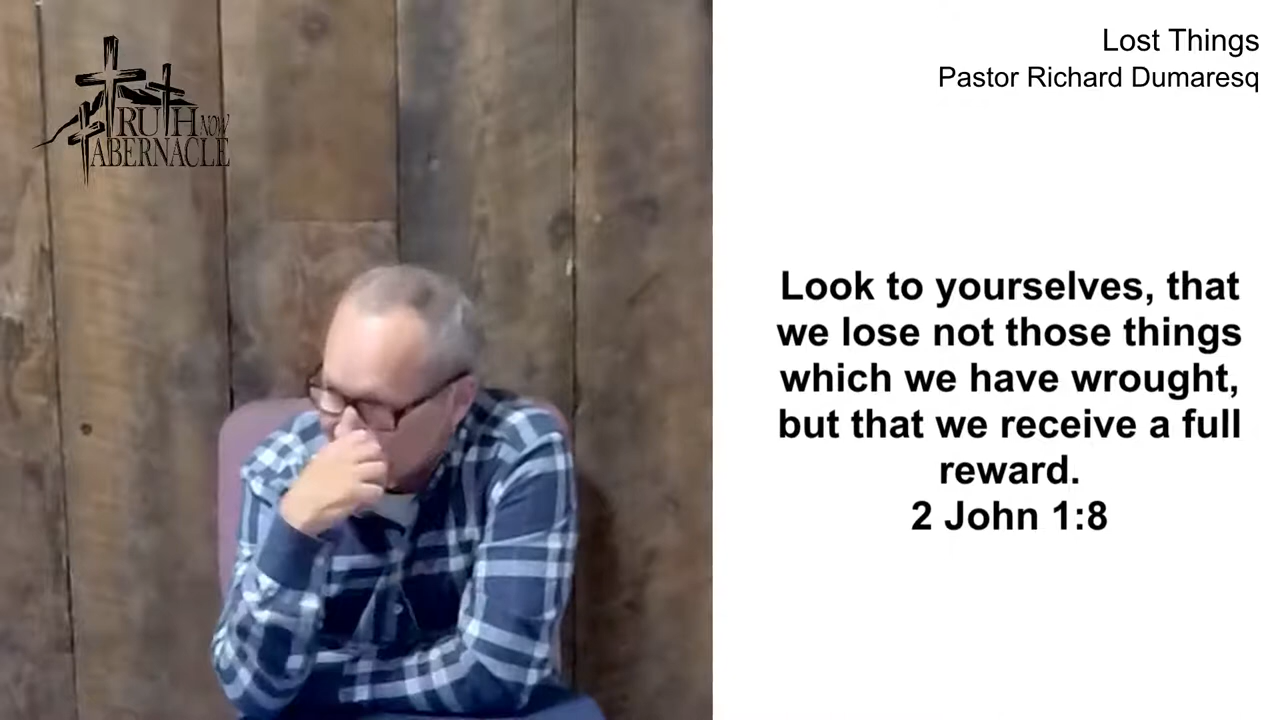 TRUTH NOW
TABERNACLE
Lost Things
Pastor Richard Dumaresq
Look to yourselves, that
we lose not those things
which we have wrought,
but that we receive a full
reward.
2 John 1:8